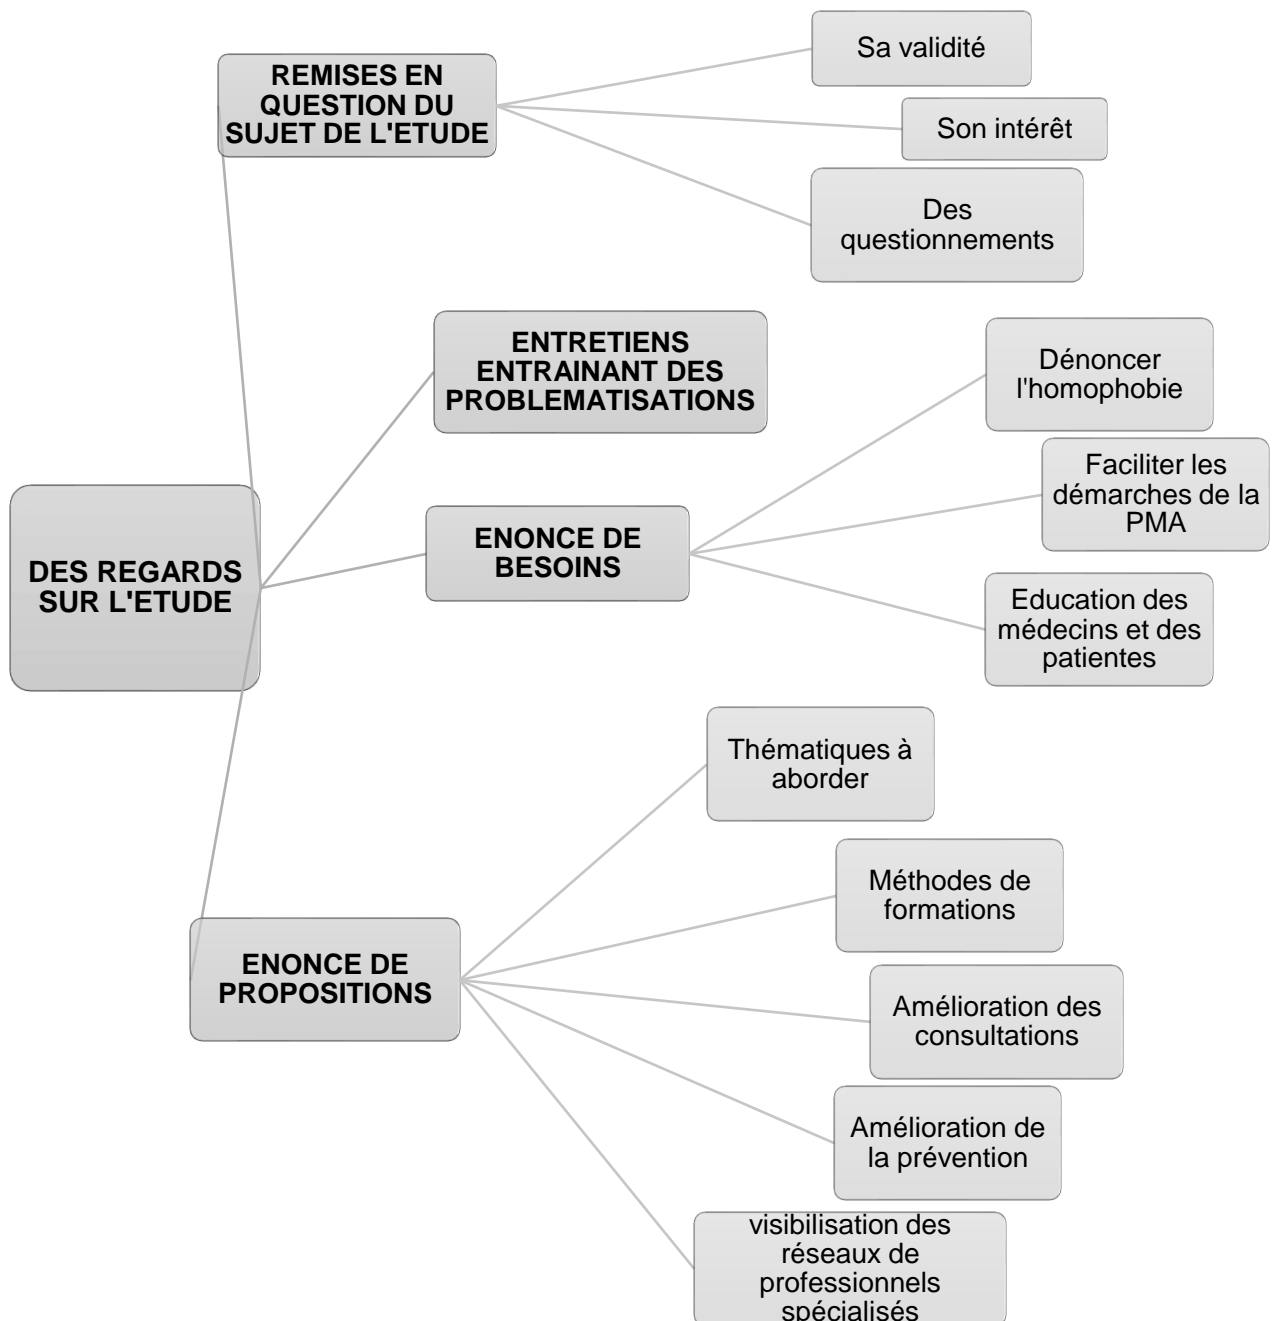 REMISES EN
QUESTION DU
SUJET DE L'ETUDE
Sa validité
Son intérêt
Des
questionnements
ENTRETIENS
ENTRAINANT DES
PROBLEMATISATIONS
DES REGARDS
SUR L'ETUDE
ENONCE DE
BESOINS
Dénoncer
l'homophobie
Faciliter les
démarches de la
PMA
Education des
médecins et des
patientes
ENONCE DE
PROPOSITIONS
Thématiques à
aborder
Méthodes de
formations
Amélioration des
consultations
Amélioration de
la prévention
visibilisation des
réseaux de
professionnels
spécialisés